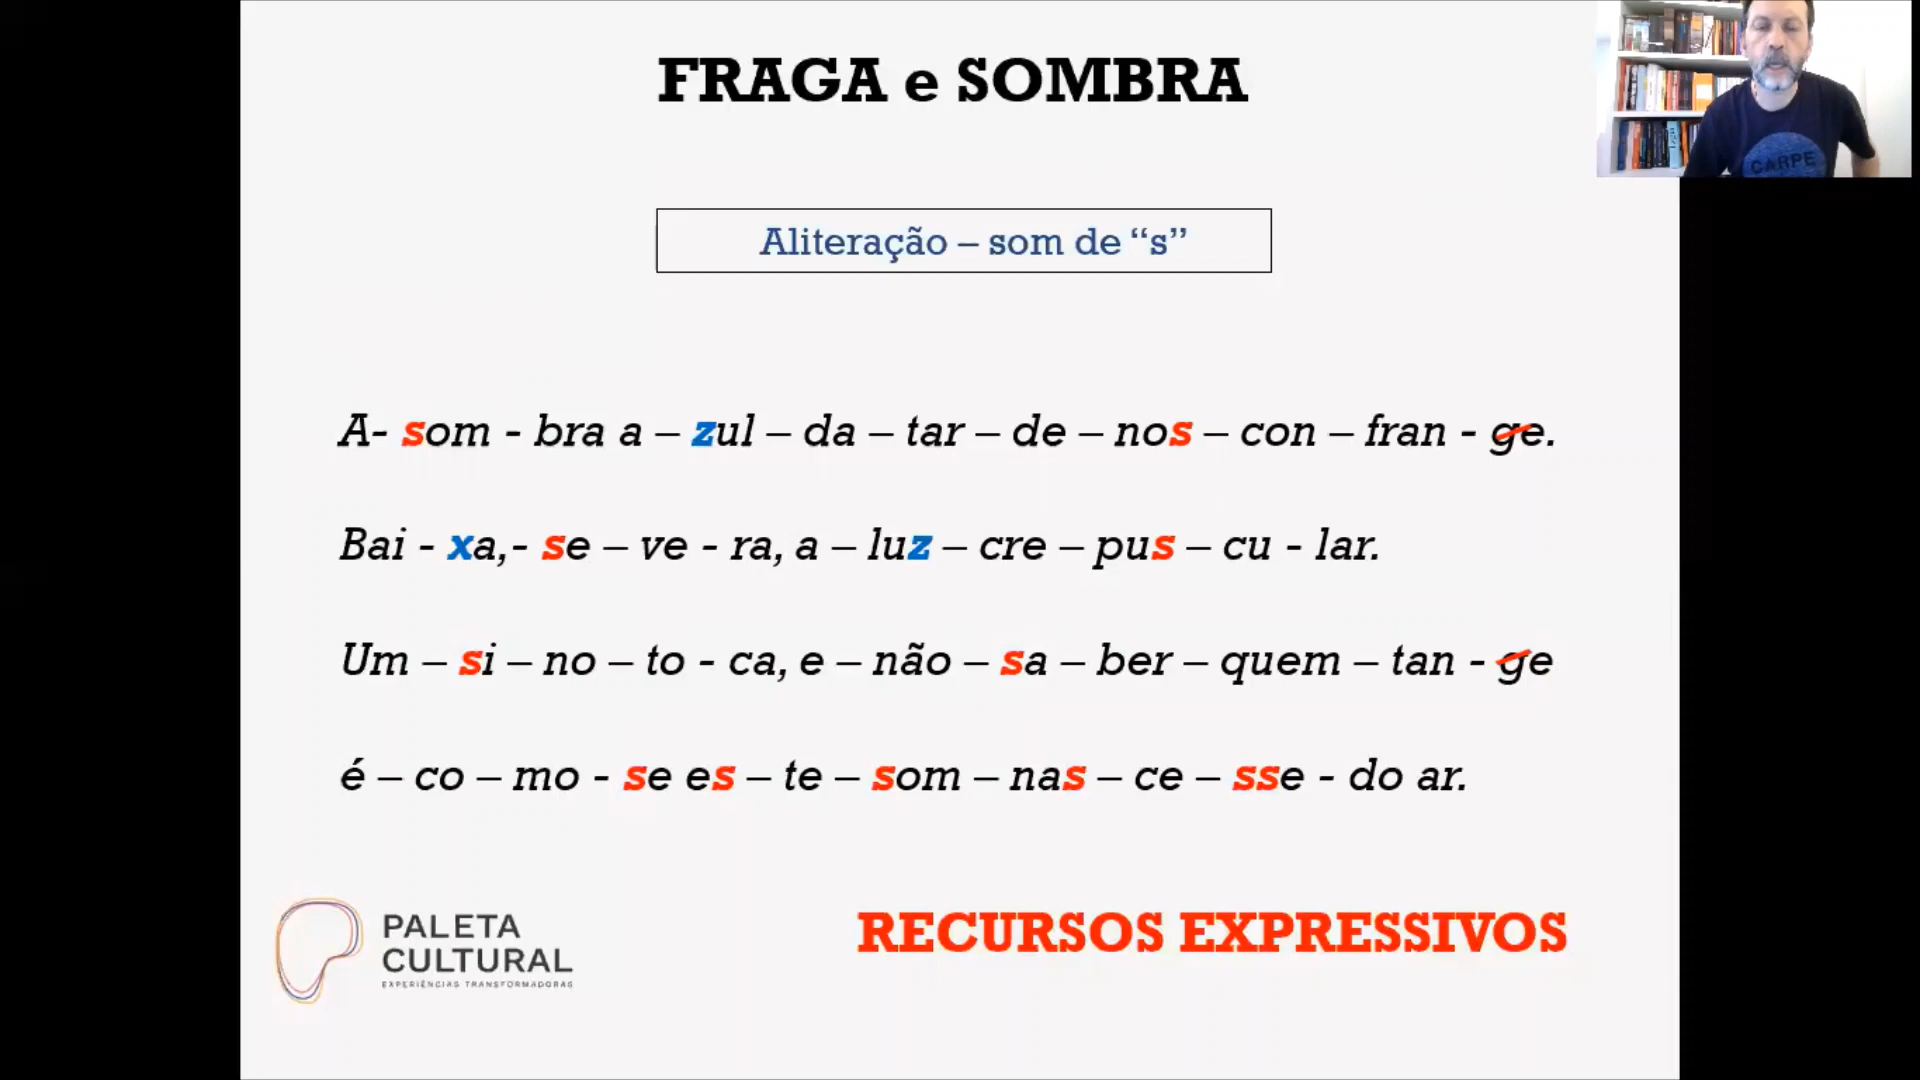 FRAGA e SOMBRA
CARPE
Aliteração – som de “s”
A- som - bra a – zul – da – tar – de – nos – con – fran - ge.
Bai - xa,- se – ve - ra, a – luz – cre – pus – cu - lar.
Um – si – no – to - ca, e – não – sa – ber – quem – tan - ge
é – co – mo - se es – te – som – nas – ce – sse - do ar.
PALETA
CULTURAL
EXPERIÊNCIAS TRANSFORMADORAS
RECURSOS EXPRESSIVOS